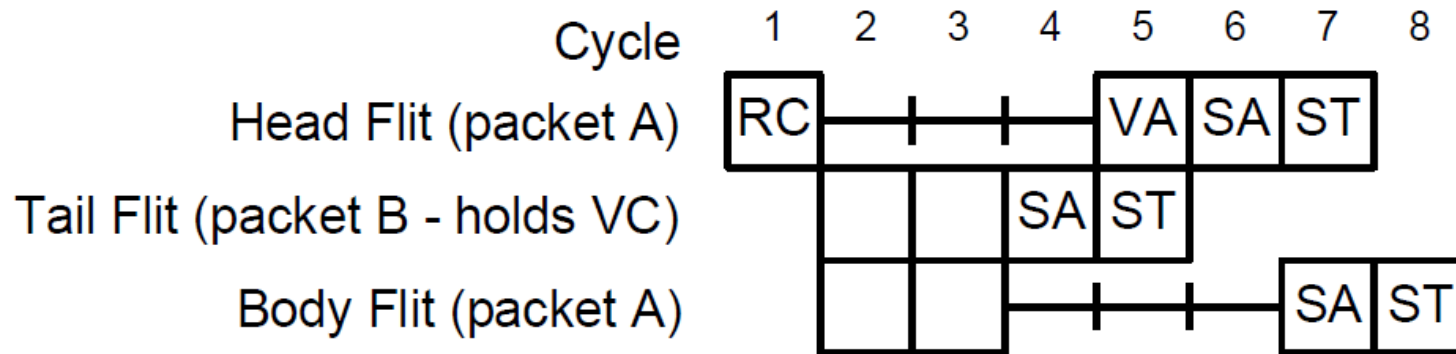 Cycle 1 2 3 4 5 6 7 8
Head Flit (packet A) RC VA SA ST
Tail Flit (packet B - holds VC) SA ST
Body Flit (packet A) SA ST